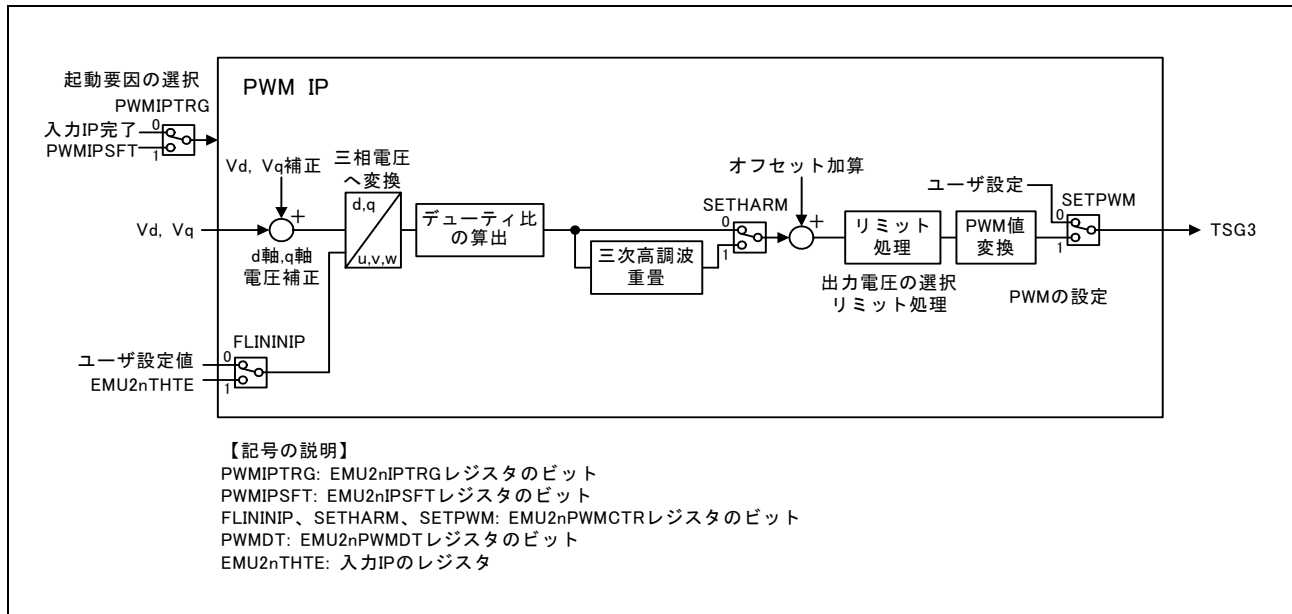 起動要因の選択
PWMIPTRG
入力IP完了
0
PWMIPSFT
1
PWM IP
Vd, Vq補正
三相電圧
へ変換
+
d,q
u,v,w
Vd, Vq
d軸,q軸
電圧補正
デューティ比
の算出
三次高調波
重畳
SETHARM
0
1
オフセット加算
+
リミット
処理
出力電圧の選択
リミット処理
PWM値
変換
ユーザ設定
SETPWM
0
1
PWMの設定
TSG3
FLININIP
ユーザ設定値
0
EMU2nTHTE
1
【記号の説明】
PWMIPTRG: EMU2nIPTRGレジスタのビット
PWMIPSFT: EMU2nIPSFTレジスタのビット
FLININIP、SETHARM、SETPWM: EMU2nPWMCTRレジスタのビット
PWMDT: EMU2nPWMDTレジスタのビット
EMU2nTHTE: 入力IPのレジスタ